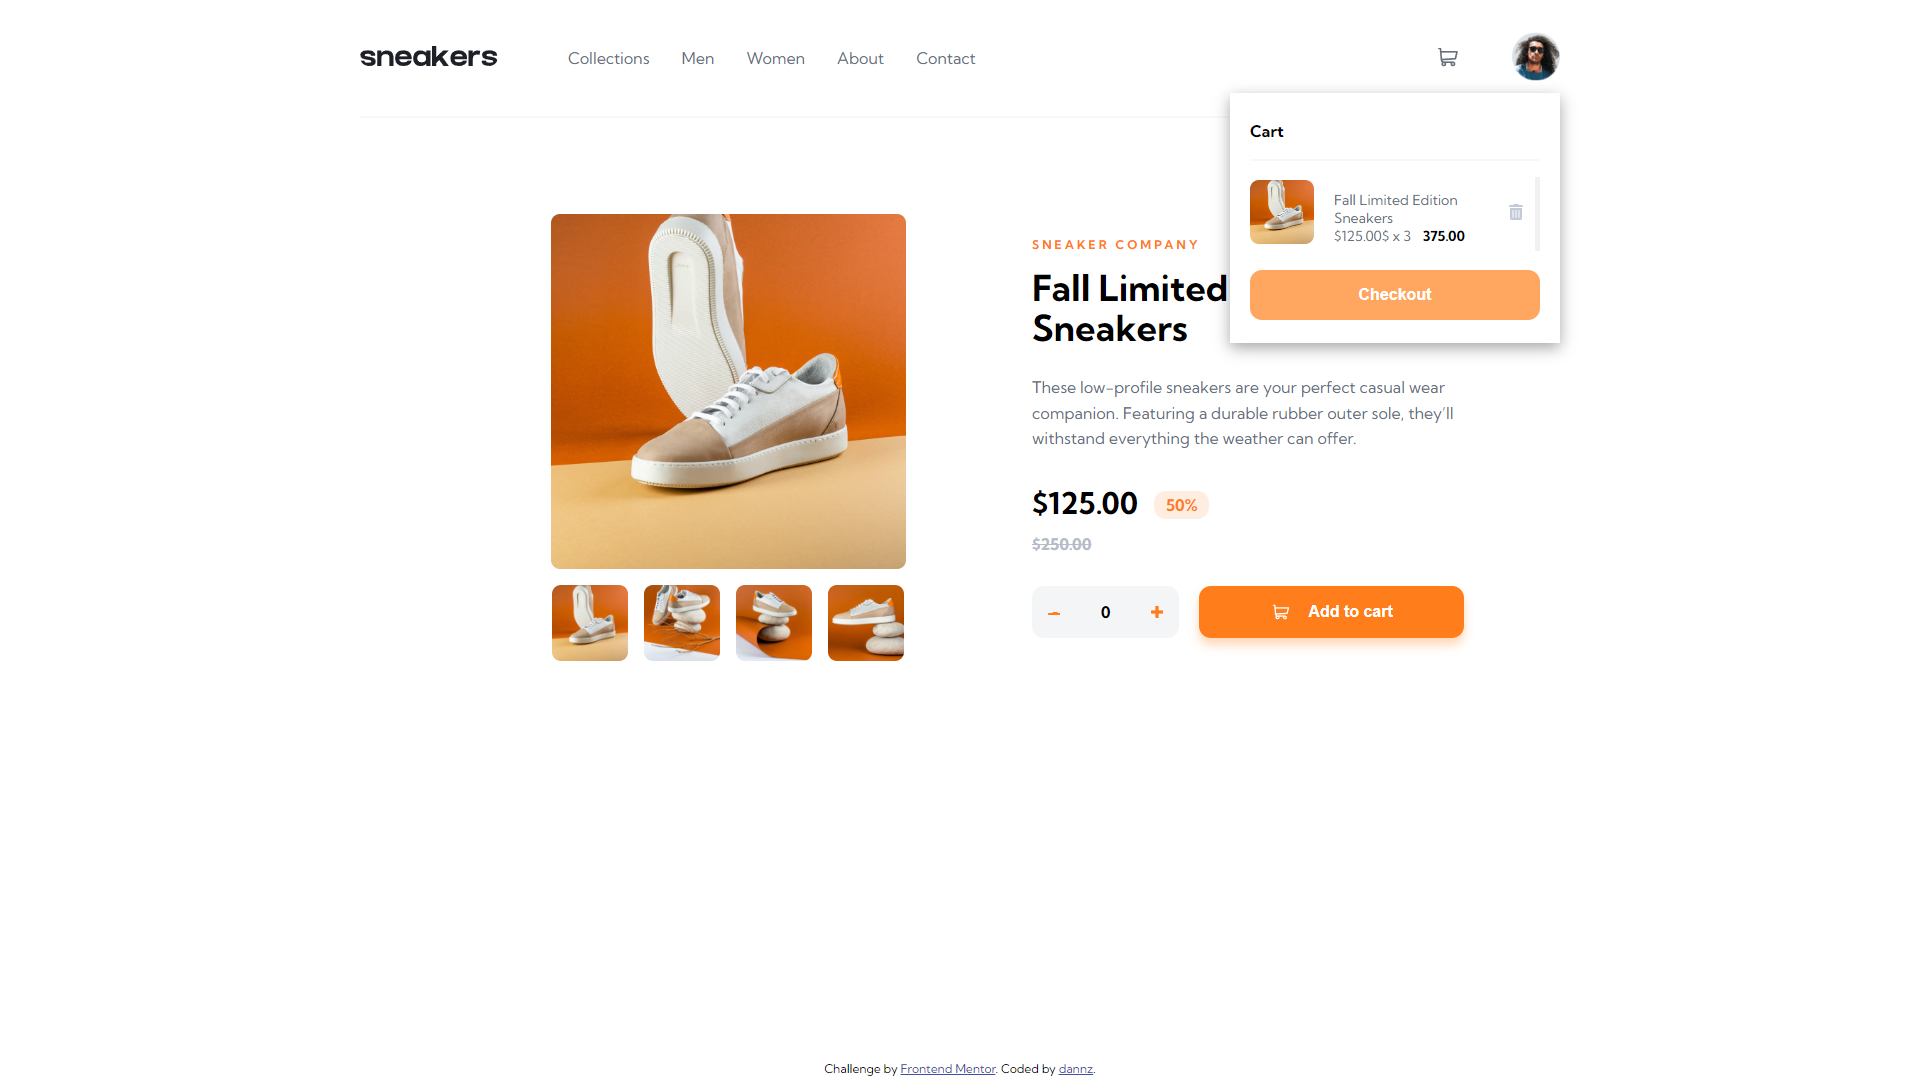 sneakers
Collections
Men
Women
About
Contact
Cart
Fall Limited Edition
Sneakers
$125.00$ x 3 375.00
Checkout
SNEAKER COMPANY
Fall Limited
Sneakers
These low-profile sneakers are your perfect casual wear
companion. Featuring a durable rubber outer sole, they'll
withstand everything the weather can offer.
$125.00 50%
$250.00
0
Add to cart
Challenge by Frontend Mentor. Coded by dannz.